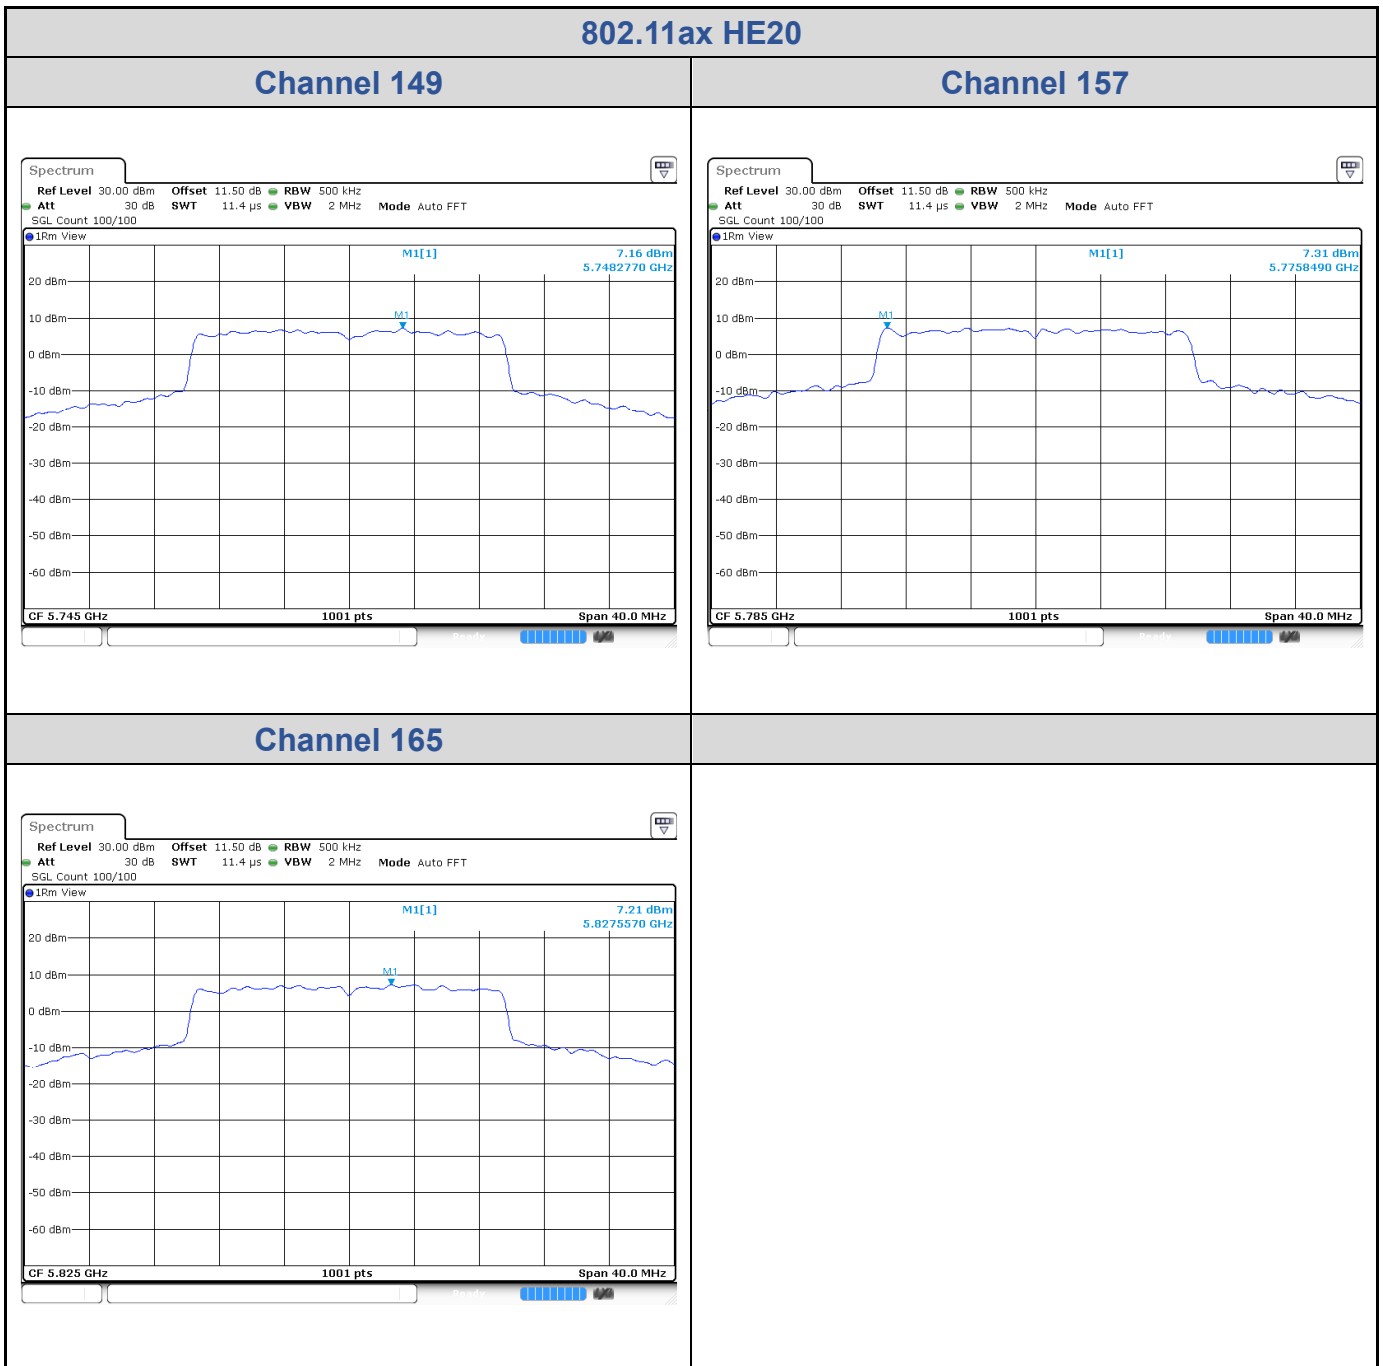 802.11ax HE20
Channel 149
Channel 157
Spectrum
Ref Level 30.00 dBm Offset 11.50 dB RBW 500 kHz
Att 30 dB SWT 11.4 µs VBW 2 MHz Mode Auto FFT
SGL Count 100/100
1Rm View
M1[1] 7.16 dBm
5.7482770 GHz
M1
20 dBm
10 dBm
0 dBm
-10 dBm
-20 dBm
-30 dBm
-40 dBm
-50 dBm
-60 dBm
CF 5.745 GHz 1001 pts Span 40.0 MHz
Ready
Spectrum
Ref Level 30.00 dBm Offset 11.50 dB RBW 500 kHz
Att 30 dB SWT 11.4 µs VBW 2 MHz Mode Auto FFT
SGL Count 100/100
1Rm View
M1[1] 7.31 dBm
5.7758490 GHz
M1
20 dBm
10 dBm
0 dBm
-10 dBm
-20 dBm
-30 dBm
-40 dBm
-50 dBm
-60 dBm
CF 5.785 GHz 1001 pts Span 40.0 MHz
Ready
Channel 165
Spectrum
Ref Level 30.00 dBm Offset 11.50 dB RBW 500 kHz
Att 30 dB SWT 11.4 µs VBW 2 MHz Mode Auto FFT
SGL Count 100/100
1Rm View
M1[1] 7.21 dBm
5.8275570 GHz
M1
20 dBm
10 dBm
0 dBm
-10 dBm
-20 dBm
-30 dBm
-40 dBm
-50 dBm
-60 dBm
CF 5.825 GHz 1001 pts Span 40.0 MHz
Ready